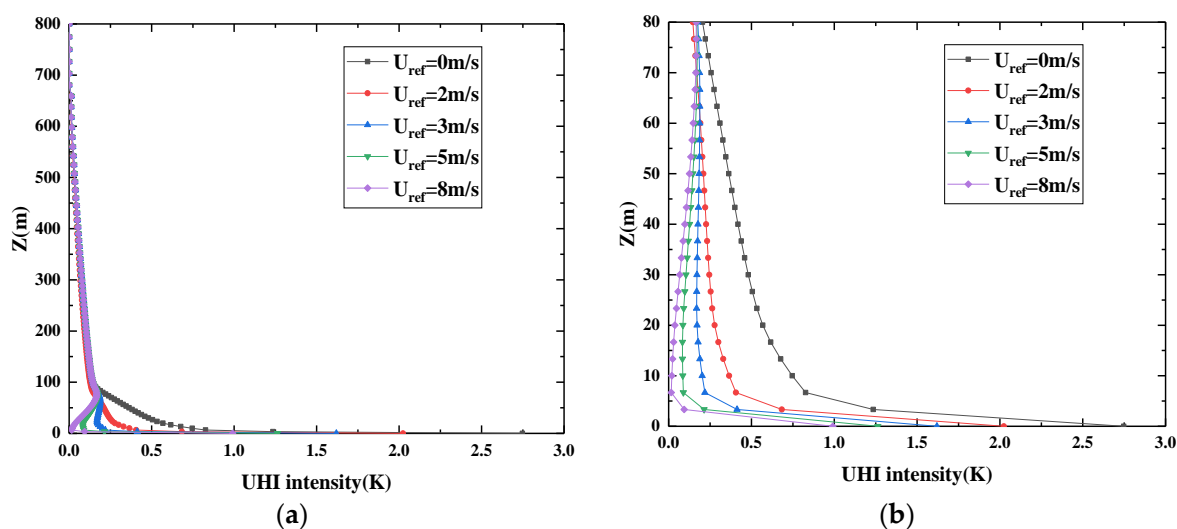 800
700
600
500
400
300
200
100
0
Z(m)
U_ref=0m/s
U_ref=2m/s
U_ref=3m/s
U_ref=5m/s
U_ref=8m/s
0.0 0.5 1.0 1.5 2.0 2.5 3.0
UHI intensity(K)
(a)
80
70
60
50
40
30
20
10
0
Z(m)
U_ref=0m/s
U_ref=2m/s
U_ref=3m/s
U_ref=5m/s
U_ref=8m/s
0.0 0.5 1.0 1.5 2.0 2.5 3.0
UHI intensity(K)
(b)